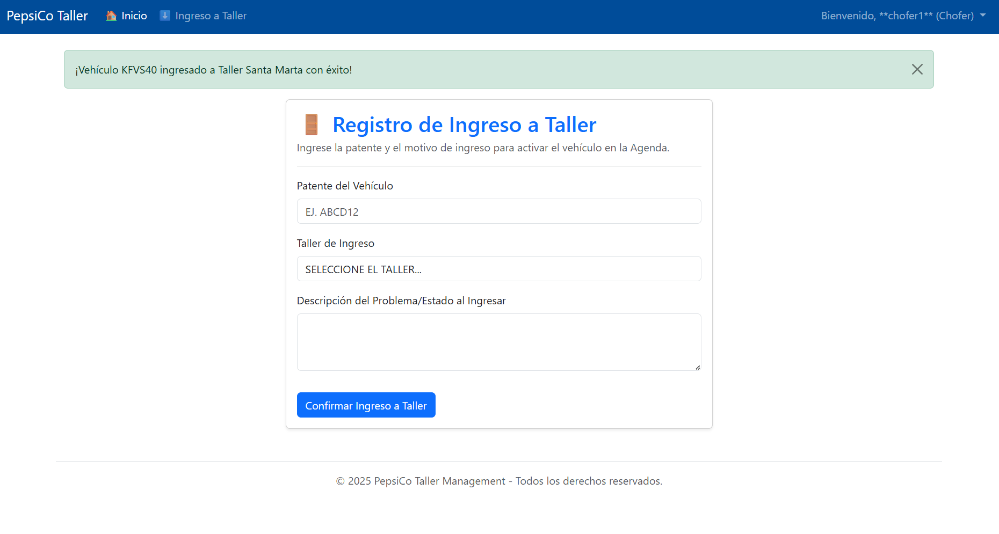 PepsiCo Taller Inicio Ingreso a Taller Bienvenido, **chofer1** (Chofer)
¡Vehículo KFVS40 ingresado a Taller Santa Marta con éxito!
Registro de Ingreso a Taller
Ingrese la patente y el motivo de ingreso para activar el vehículo en la Agenda.
Patente del Vehículo
EJ. ABCD12
Taller de Ingreso
SELECCIONE EL TALLER...
Descripción del Problema/Estado al Ingresar
Confirmar Ingreso a Taller
© 2025 PepsiCo Taller Management - Todos los derechos reservados.